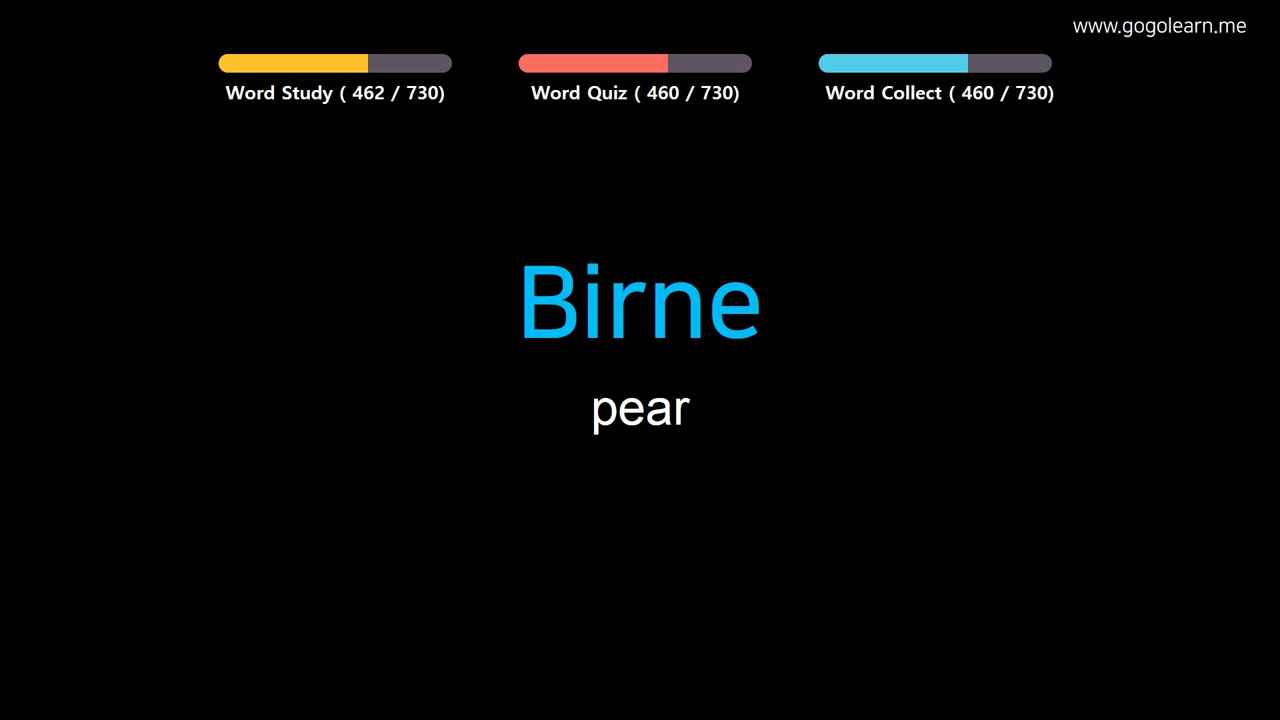 www.gogolearn.me
Word Study ( 462 / 730)
Word Quiz ( 460 / 730)
Word Collect ( 460 / 730)
Birne
pear